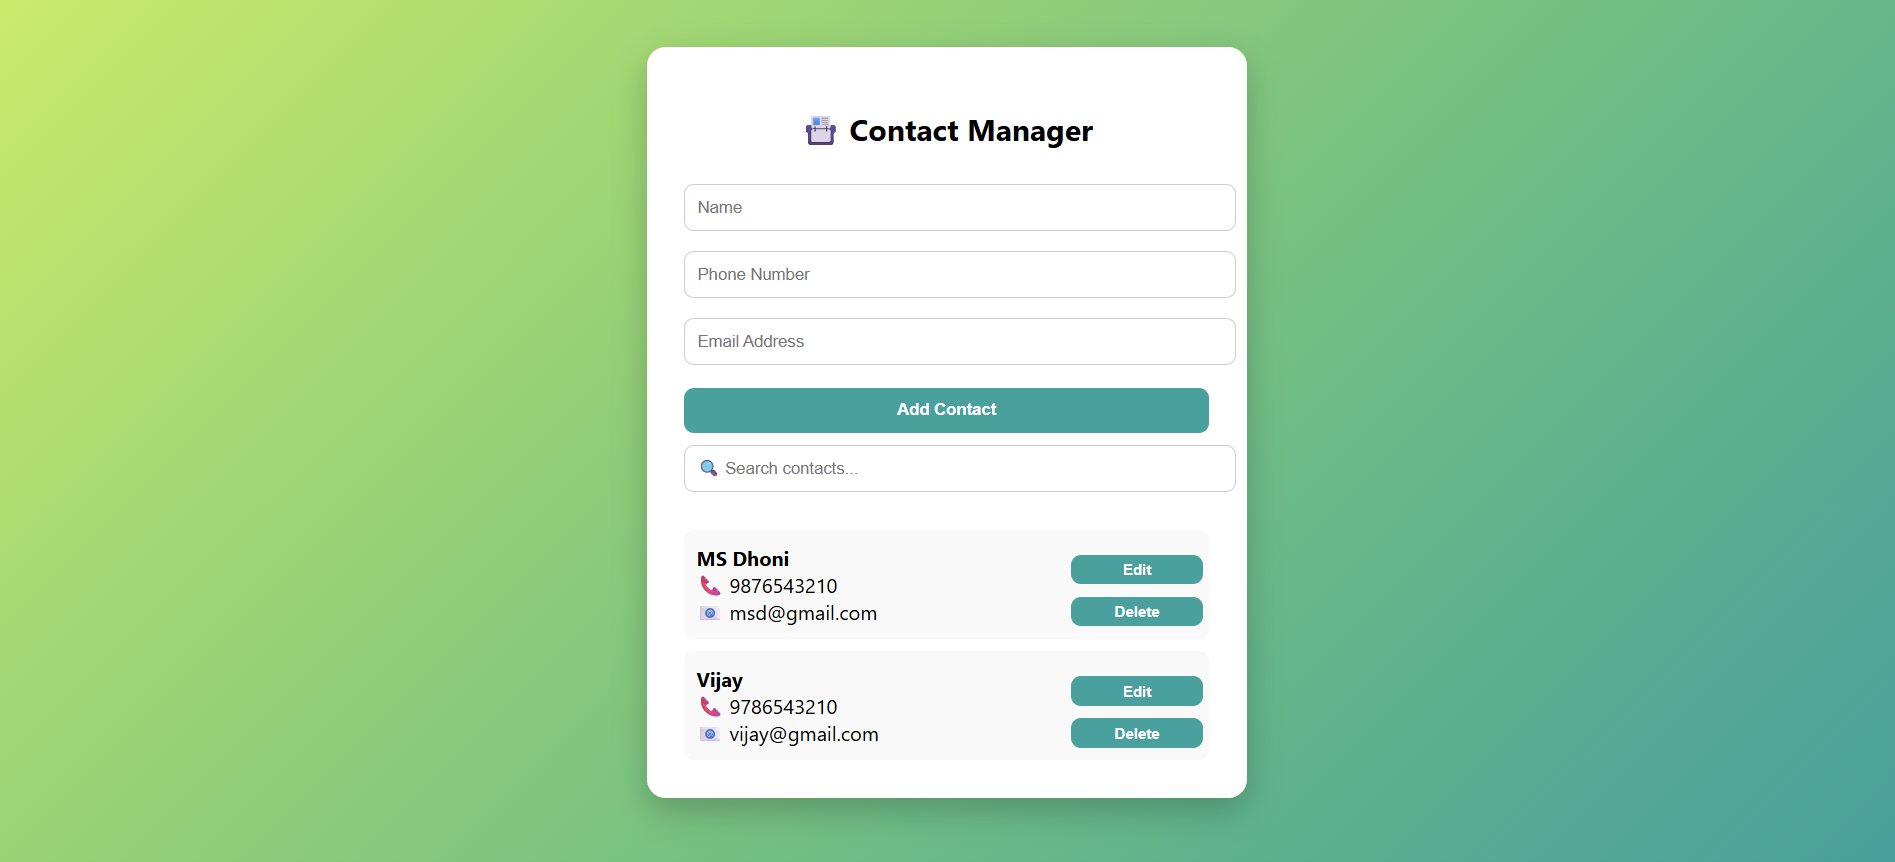 Contact Manager
Name
Phone Number
Email Address
Add Contact
Search contacts...
MS Dhoni
9876543210
msd@gmail.com
Edit
Delete
Vijay
9786543210
vijay@gmail.com
Edit
Delete